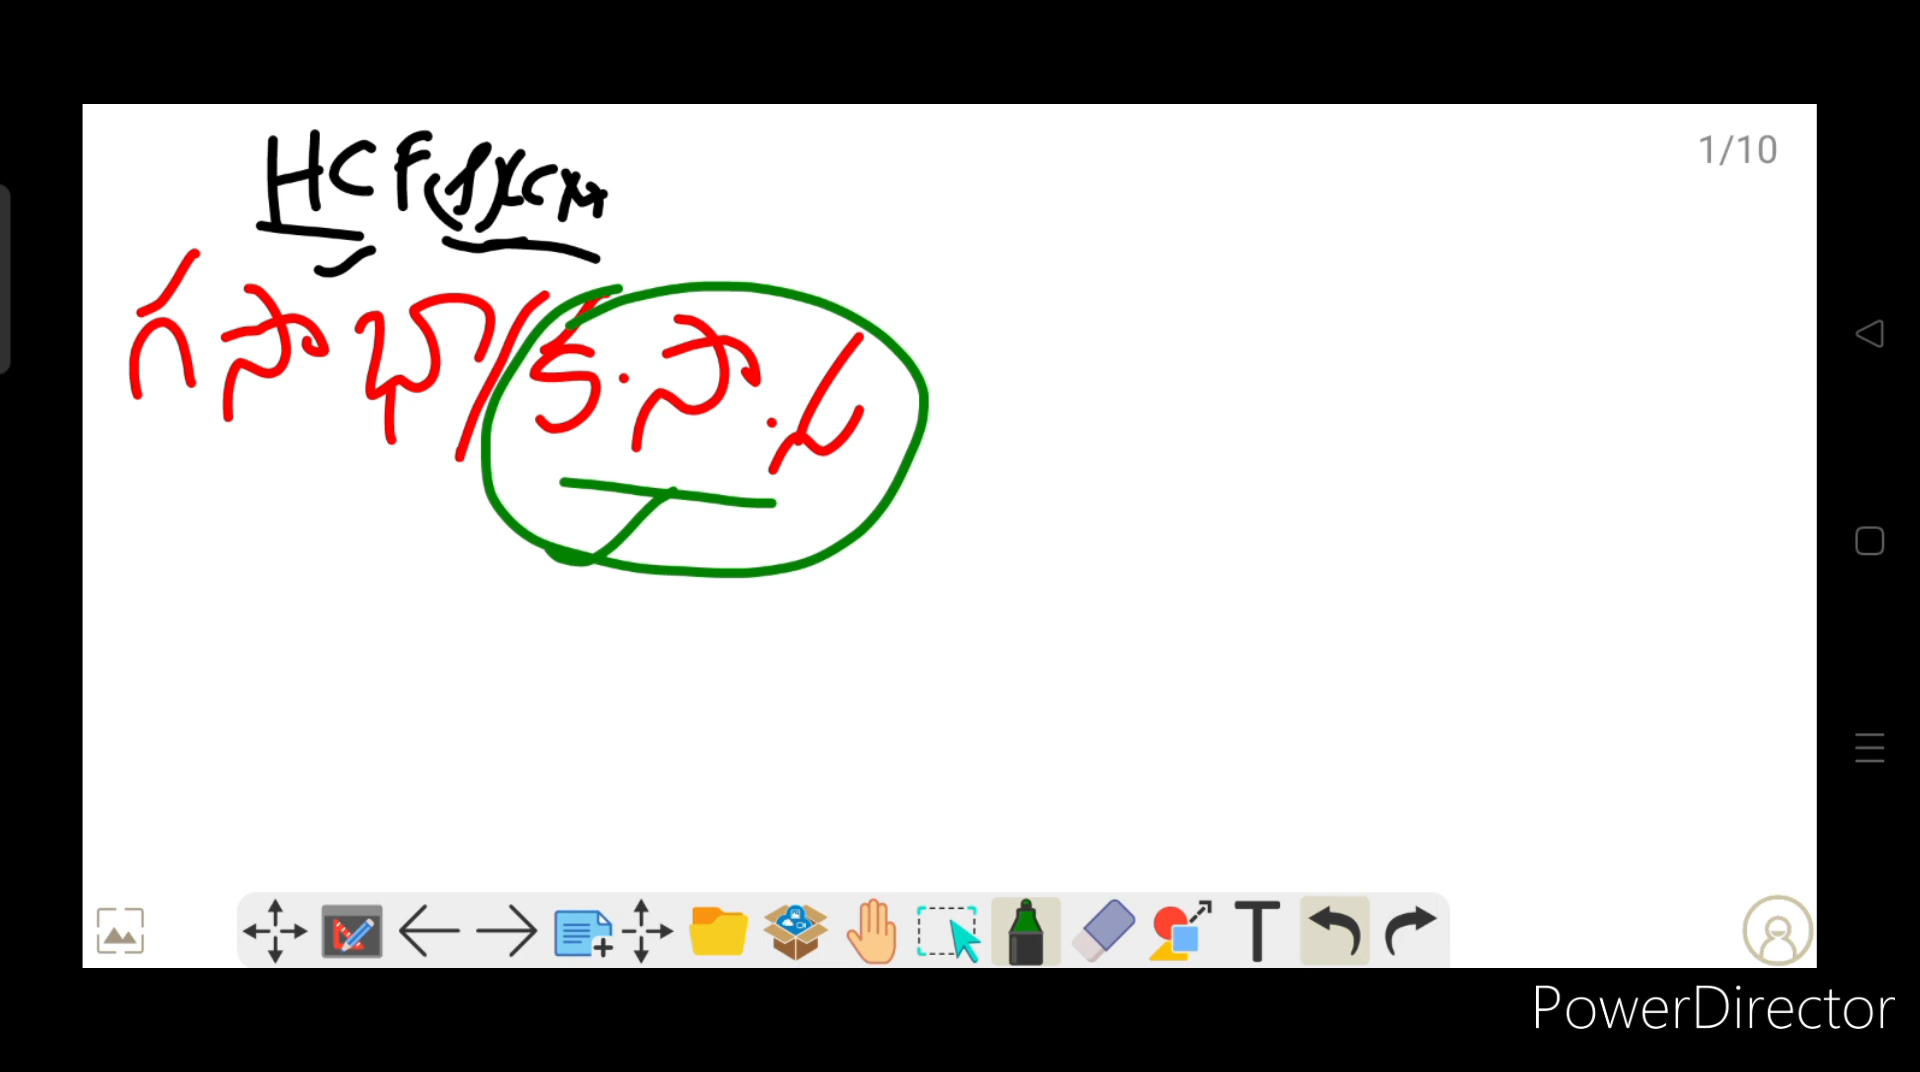 HCF LCM
1/10
గ సా భా / క.సా.గు
PowerDirector